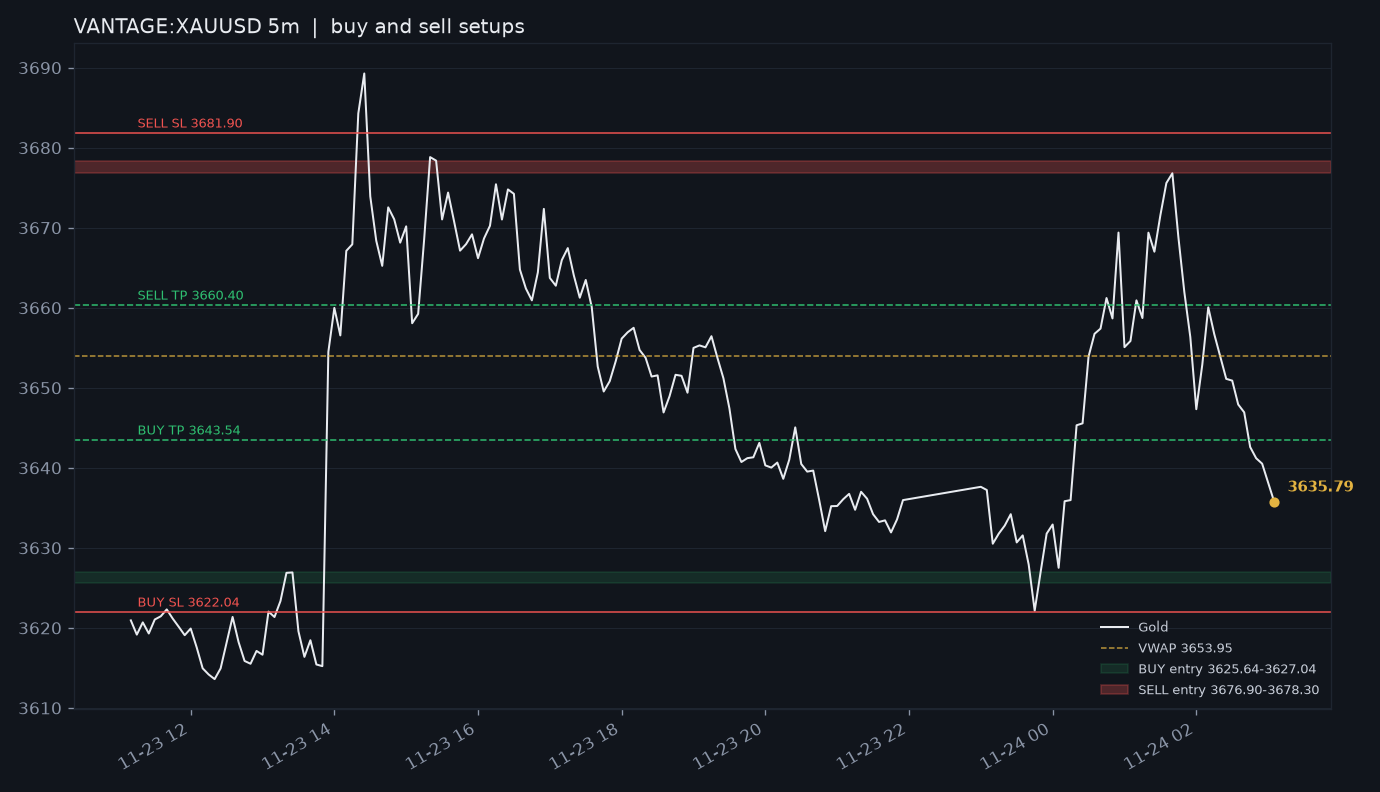 VANTAGE:XAUUSD 5m | buy and sell setups
3690
SELL SL 3681.90
3680
3670
SELL TP 3660.40
3660
3650
BUY TP 3643.54
3640
3635.79
3630
BUY SL 3622.04
3620
3610
Gold
VWAP 3653.95
BUY entry 3625.64-3627.04
SELL entry 3676.90-3678.30
11-23 12
11-23 14
11-23 16
11-23 18
11-23 20
11-23 22
11-24 00
11-24 02